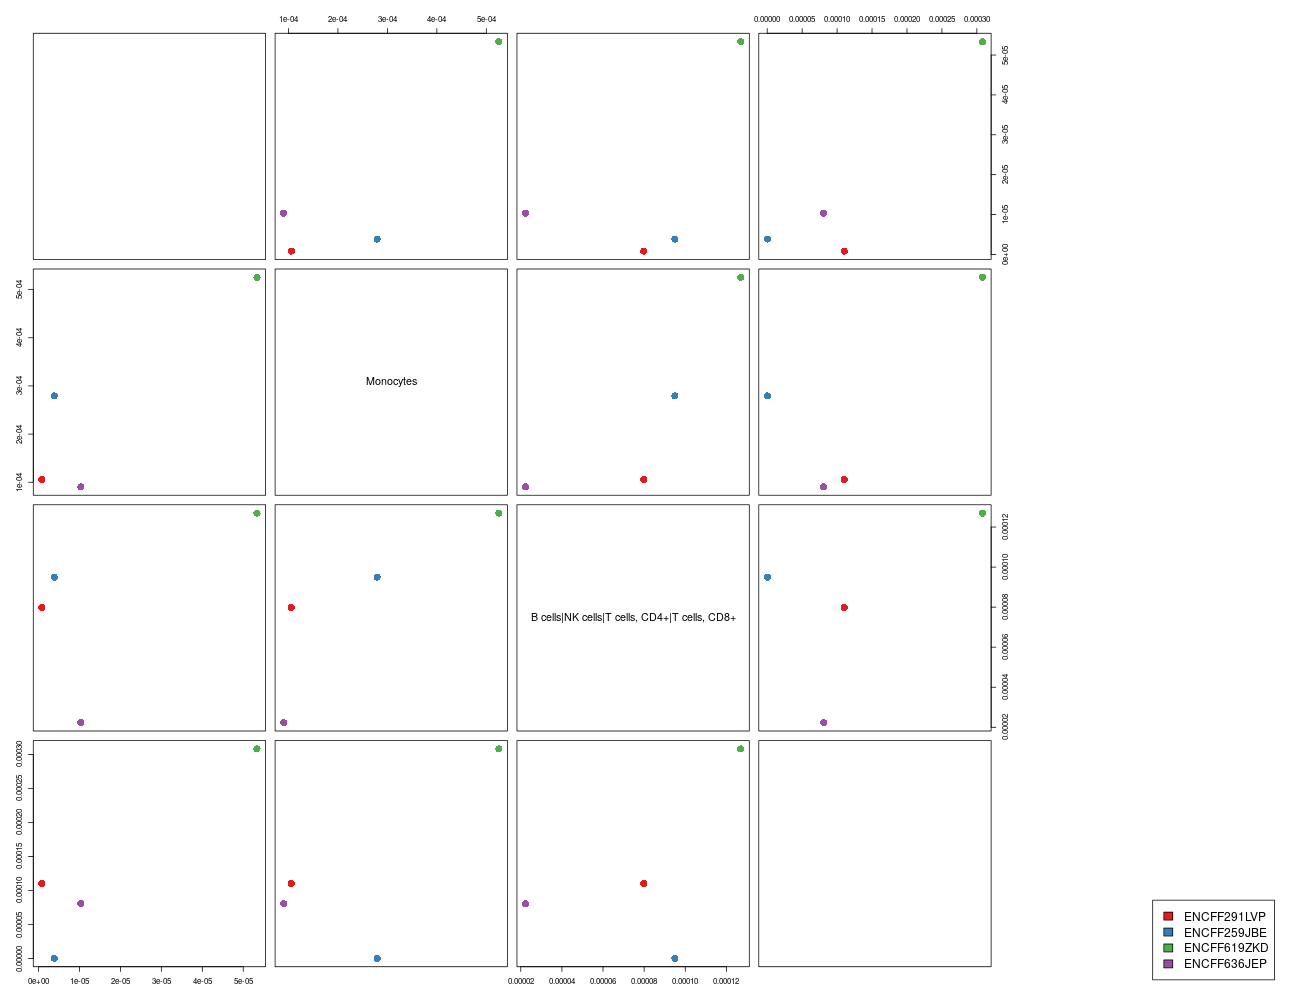 1e-04 2e-04 3e-04 4e-04 5e-04
0.00000 0.00005 0.00010 0.00015 0.00020 0.00025 0.00030
0e+00 1e-05 2e-05 3e-05 4e-05 5e-05
1e-04 2e-04 3e-04 4e-04 5e-04
Monocytes
B cells|NK cells|T cells, CD4+|T cells, CD8+
0.00002 0.00004 0.00006 0.00008 0.00010 0.00012
0.00000 0.00005 0.00010 0.00015 0.00020 0.00025 0.00030
0e+00 1e-05 2e-05 3e-05 4e-05 5e-05
0.00002 0.00004 0.00006 0.00008 0.00010 0.00012
ENCFF291LVP
ENCFF259JBE
ENCFF619ZKD
ENCFF636JEP